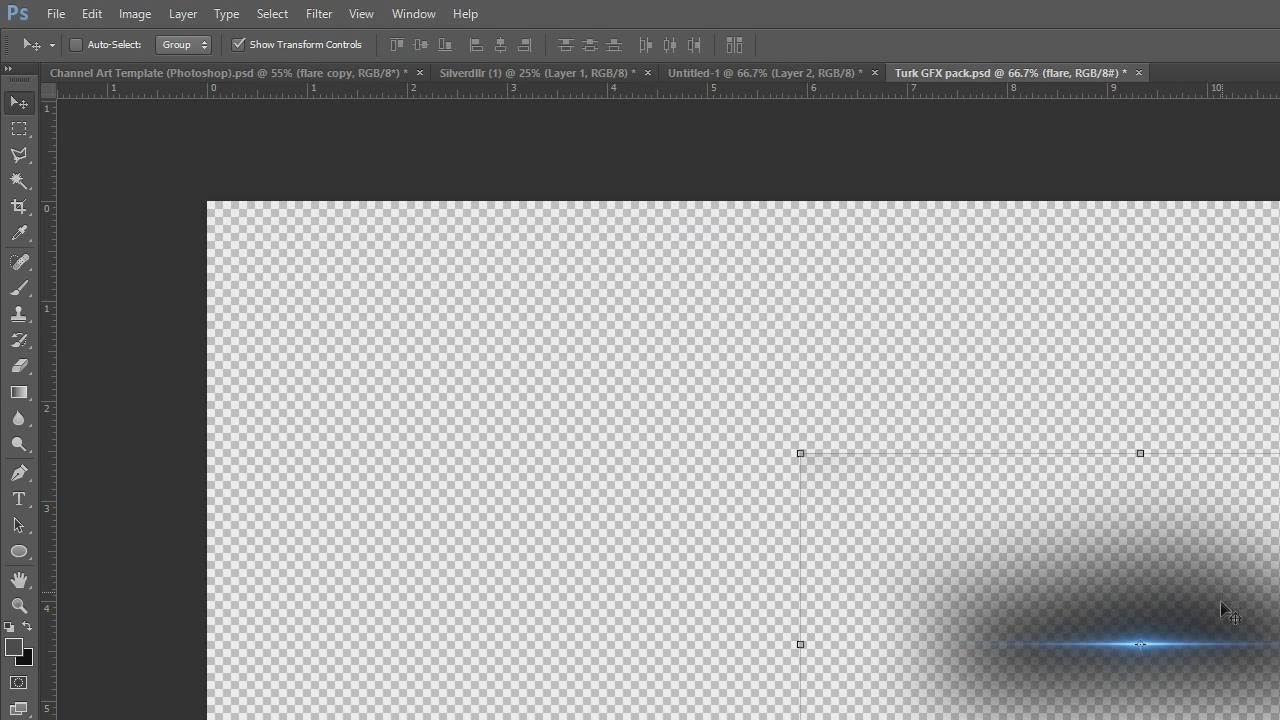 Ps File Edit Image Layer Type Select Filter View Window Help
Auto-Select: Group Show Transform Controls
Channel Art Template (Photoshop).psd @ 55% (flare copy, RGB/8*) * × Silverdllr (1) @ 25% (Layer 1, RGB/8) * × Untitled-1 @ 66.7% (Layer 2, RGB/8) * × Turk GFX pack.psd @ 66.7% (flare, RGB/8#) * ×
1 0 1 2 3 4 5 6 7 8 9 10
1
0
1
2
3
4
5
T